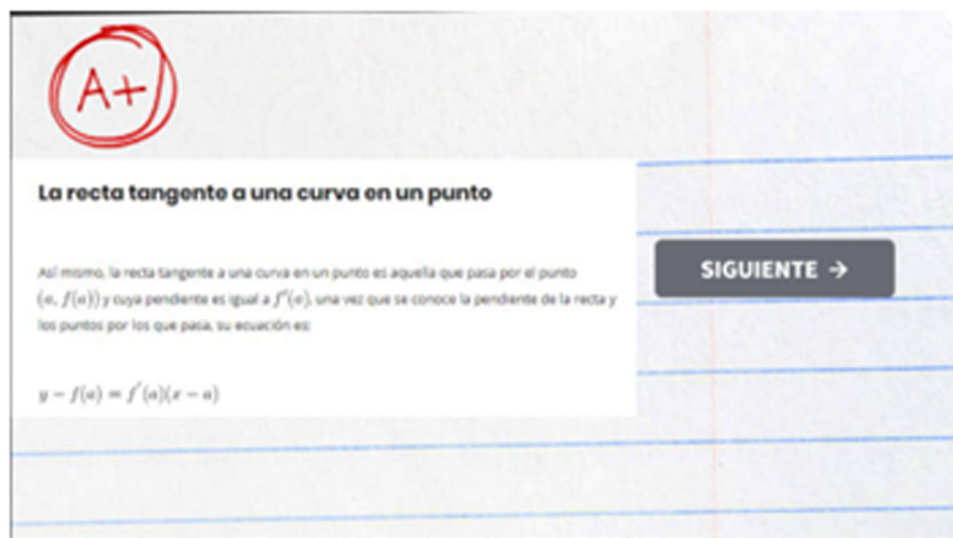 A+
La recta tangente a una curva en un punto
Así mismo, la recta tangente a una curva en un punto es aquella que pasa por el punto
(a, f(a)) y cuya pendiente es igual a f'(a), una vez que se conoce la pendiente de la recta y
los puntos por los que pasa, su ecuación es:
y − f(a) = f'(a)(x − a)
SIGUIENTE →